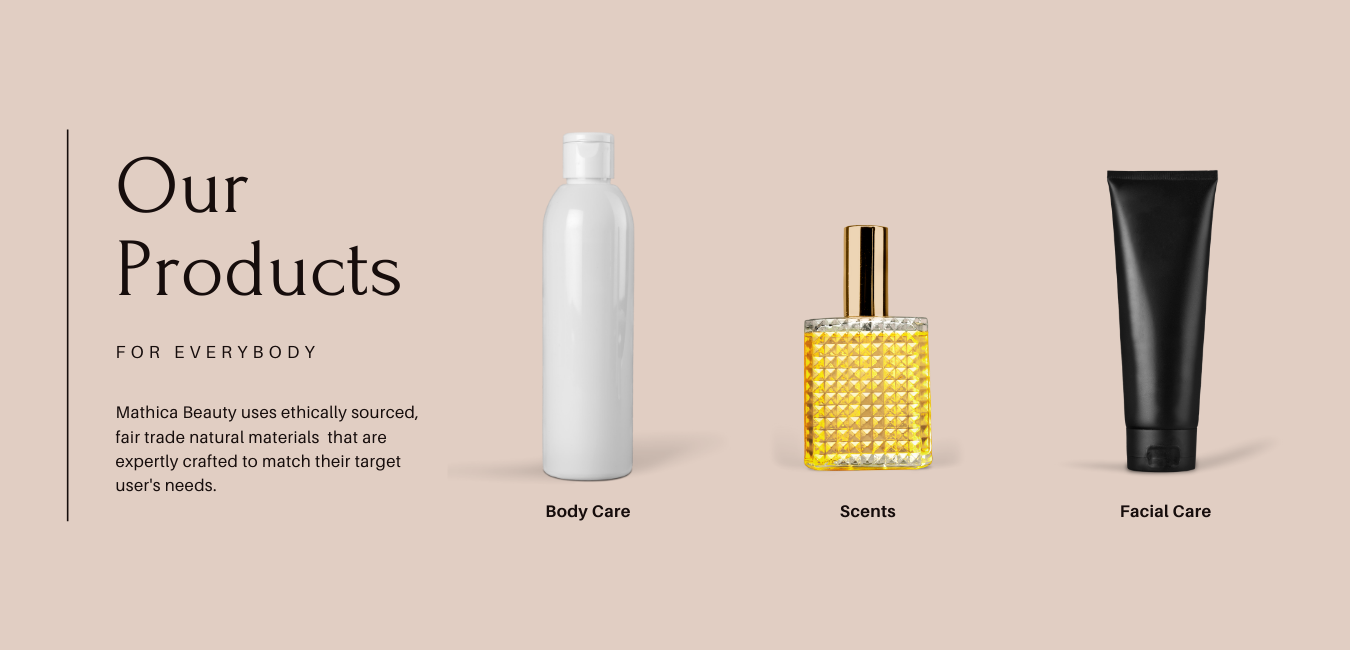 Our
Products
FOR EVERYBODY
Mathica Beauty uses ethically sourced,
fair trade natural materials  that are
expertly crafted to match their target
user's needs.
Body Care
Scents
Facial Care